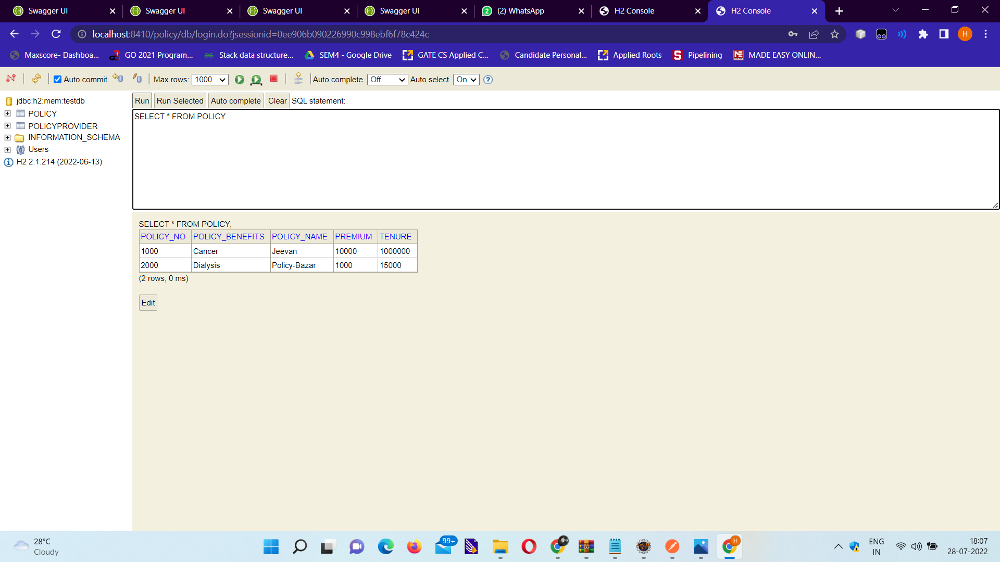 Swagger UI
Swagger UI
Swagger UI
Swagger UI
(2) WhatsApp
H2 Console
H2 Console
localhost:8410/policy/db/login.do?jsessionid=0ee906b090226990c998ebf6f78c424c
H
Maxscore- Dashboa...
GO 2021 Program...
Stack data structure...
SEM4 - Google Drive
GATE CS Applied C...
Candidate Personal...
Applied Roots
Pipelining
MADE EASY ONLIN...
Auto commit
Max rows: 1000
Auto complete Off
Auto select On
jdbc:h2:mem:testdb
POLICY
POLICYPROVIDER
INFORMATION_SCHEMA
Users
H2 2.1.214 (2022-06-13)
Run Run Selected Auto complete Clear SQL statement:
SELECT * FROM POLICY
SELECT * FROM POLICY;
POLICY_NO POLICY_BENEFITS POLICY_NAME PREMIUM TENURE
1000 Cancer Jeevan 10000 1000000
2000 Dialysis Policy-Bazar 1000 15000
(2 rows, 0 ms)
Edit
28°C
Cloudy
99+
H
ENG
IN
18:07
28-07-2022